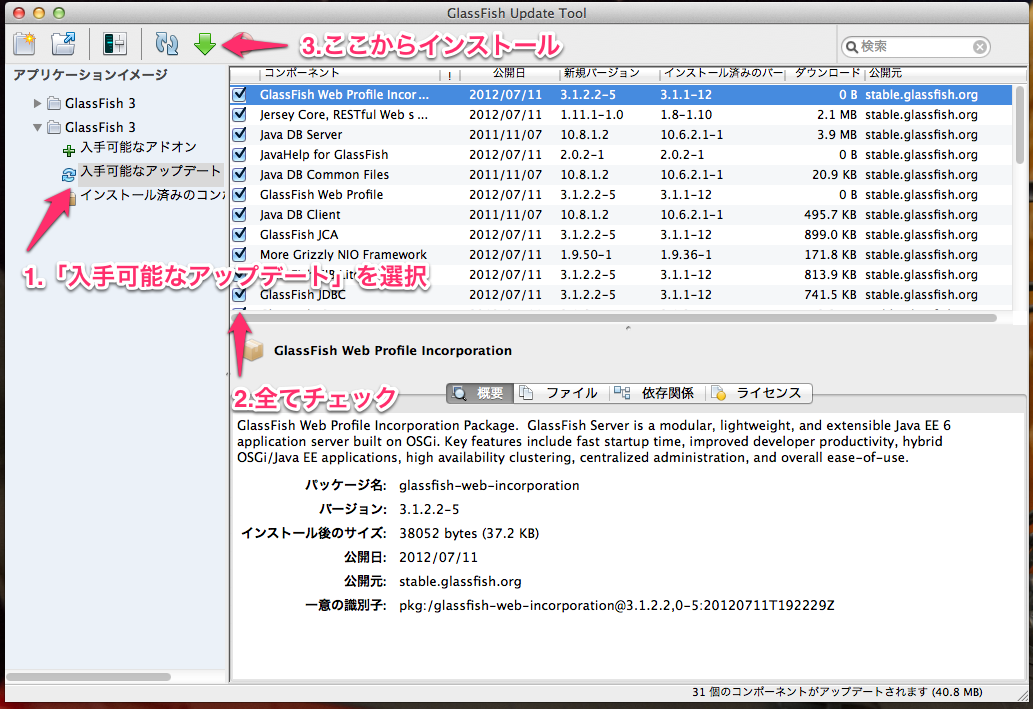 GlassFish Update Tool
3.ここからインストール
検索
アプリケーションイメージ
GlassFish 3
GlassFish 3
入手可能なアドオン
入手可能なアップデート
インストール済みのコン
1.「入手可能なアップデート」を選択
コンポーネント ! 公開日 新規バージョン インストール済みのバー ダウンロード 公開元
GlassFish Web Profile Incor... 2012/07/11 3.1.2.2-5 3.1.1-12 0 B stable.glassfish.org
Jersey Core, RESTful Web s ... 2012/07/11 1.11.1-1.0 1.8-1.10 2.1 MB stable.glassfish.org
Java DB Server 2011/11/07 10.8.1.2 10.6.2.1-1 3.9 MB stable.glassfish.org
JavaHelp for GlassFish 2012/07/11 2.0.2-1 2.0.2-1 0 B stable.glassfish.org
Java DB Common Files 2011/11/07 10.8.1.2 10.6.2.1-1 20.9 KB stable.glassfish.org
GlassFish Web Profile 2012/07/11 3.1.2.2-5 3.1.1-12 0 B stable.glassfish.org
Java DB Client 2011/11/07 10.8.1.2 10.6.2.1-1 495.7 KB stable.glassfish.org
GlassFish JCA 2012/07/11 3.1.2.2-5 3.1.1-12 899.0 KB stable.glassfish.org
More Grizzly NIO Framework 2012/07/11 1.9.50-1 1.9.36-1 171.8 KB stable.glassfish.org
2012/07/11 3.1.2.2-5 3.1.1-12 813.9 KB stable.glassfish.org
GlassFish JDBC 2012/07/11 3.1.2.2-5 3.1.1-12 741.5 KB stable.glassfish.org
GlassFish Web Profile Incorporation
2.全てチェック
概要 ファイル 依存関係 ライセンス
GlassFish Web Profile Incorporation Package. GlassFish Server is a modular, lightweight, and extensible Java EE 6
application server built on OSGi. Key features include fast startup time, improved developer productivity, hybrid
OSGi/Java EE applications, high availability clustering, centralized administration, and overall ease-of-use.
パッケージ名: glassfish-web-incorporation
バージョン: 3.1.2.2-5
インストール後のサイズ: 38052 bytes (37.2 KB)
公開日: 2012/07/11
公開元: stable.glassfish.org
一意の識別子: pkg:/glassfish-web-incorporation@3.1.2.2,0-5:20120711T192229Z
31 個のコンポーネントがアップデートされます (40.8 MB)